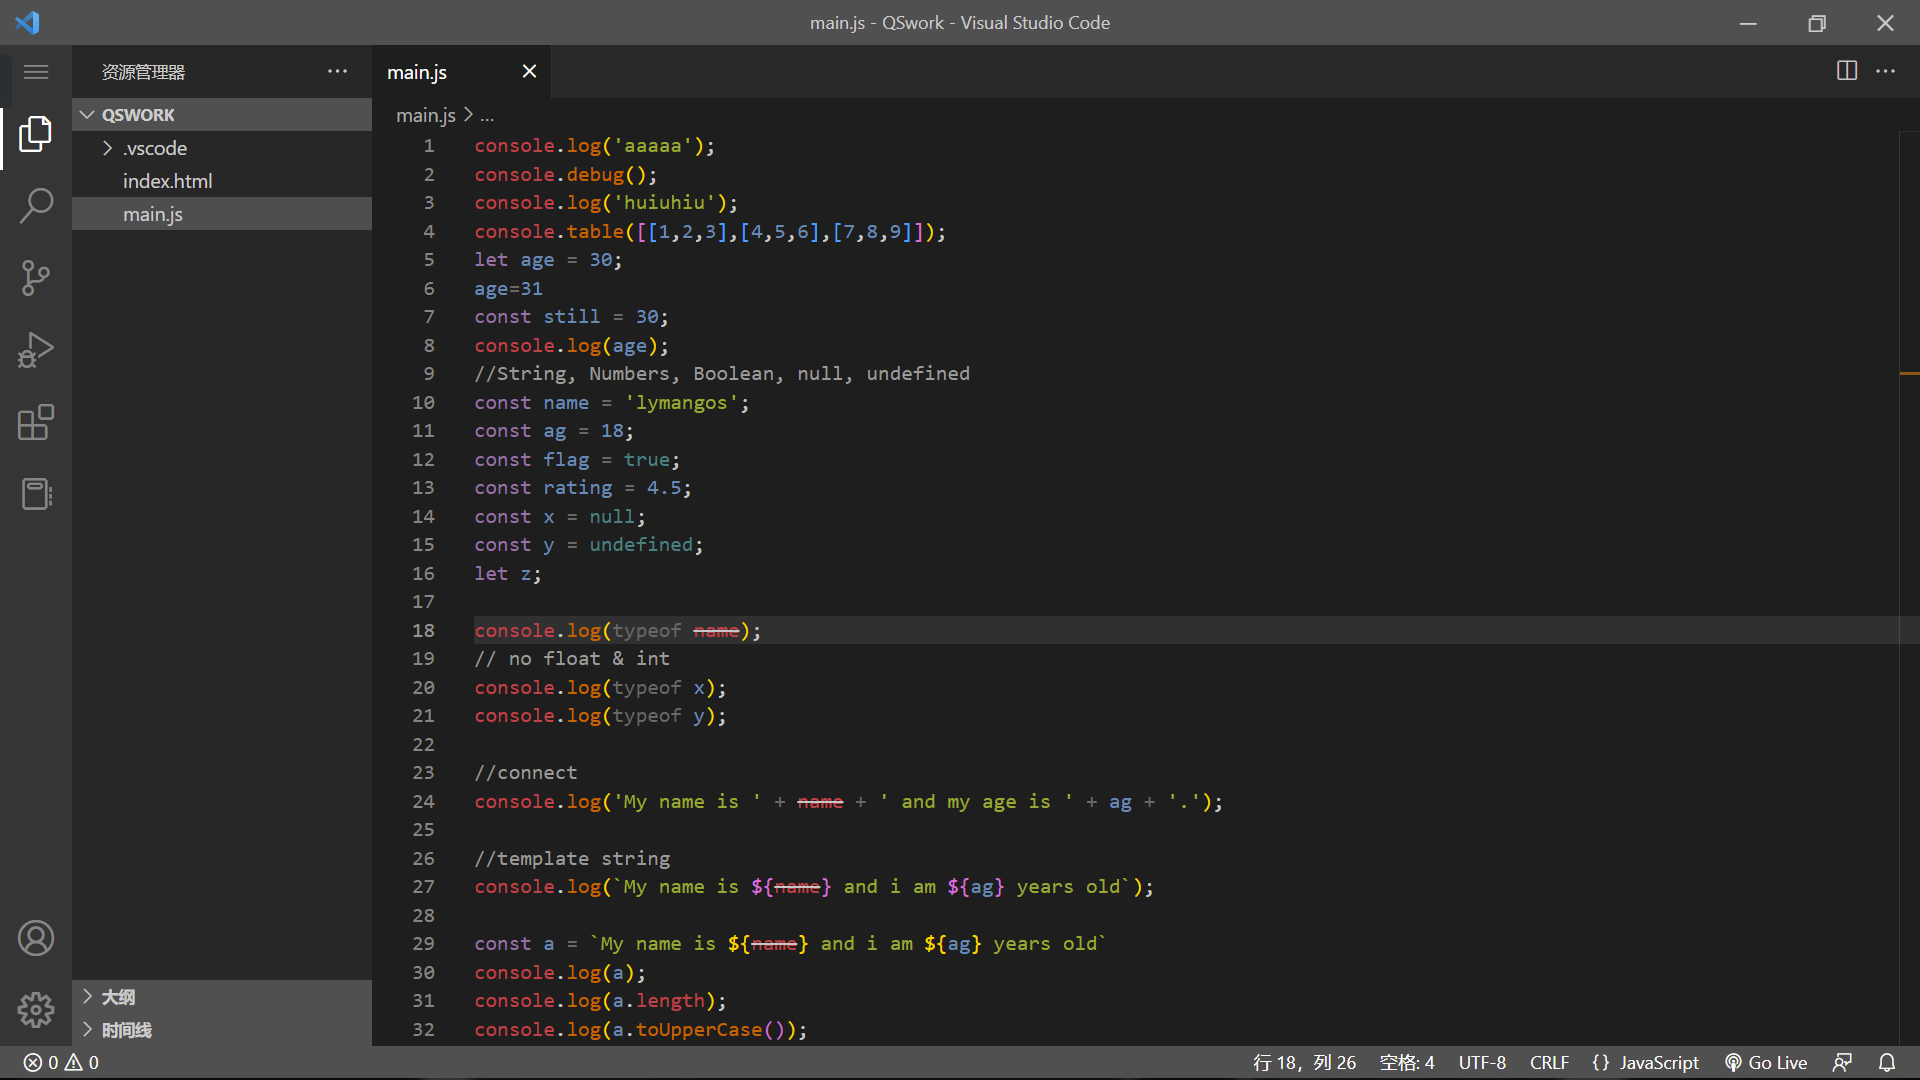 main.js - QSwork - Visual Studio Code
资源管理器
QSWORK
.vscode
index.html
main.js
大纲
时间线
main.js
main.js > ...
1 console.log('aaaaa');
2 console.debug();
3 console.log('huiuhiu');
4 console.table([[1,2,3],[4,5,6],[7,8,9]]);
5 let age = 30;
6 age=31
7 const still = 30;
8 console.log(age);
9 //String, Numbers, Boolean, null, undefined
10 const name = 'lymangos';
11 const ag = 18;
12 const flag = true;
13 const rating = 4.5;
14 const x = null;
15 const y = undefined;
16 let z;
17
18 console.log(typeof name);
19 // no float & int
20 console.log(typeof x);
21 console.log(typeof y);
22
23 //connect
24 console.log('My name is ' + name + ' and my age is ' + ag + '.');
25
26 //template string
27 console.log(`My name is ${name} and i am ${ag} years old`);
28
29 const a = `My name is ${name} and i am ${ag} years old`
30 console.log(a);
31 console.log(a.length);
32 console.log(a.toUpperCase());
0 0 行 18，列 26 空格: 4 UTF-8 CRLF {} JavaScript Go Live